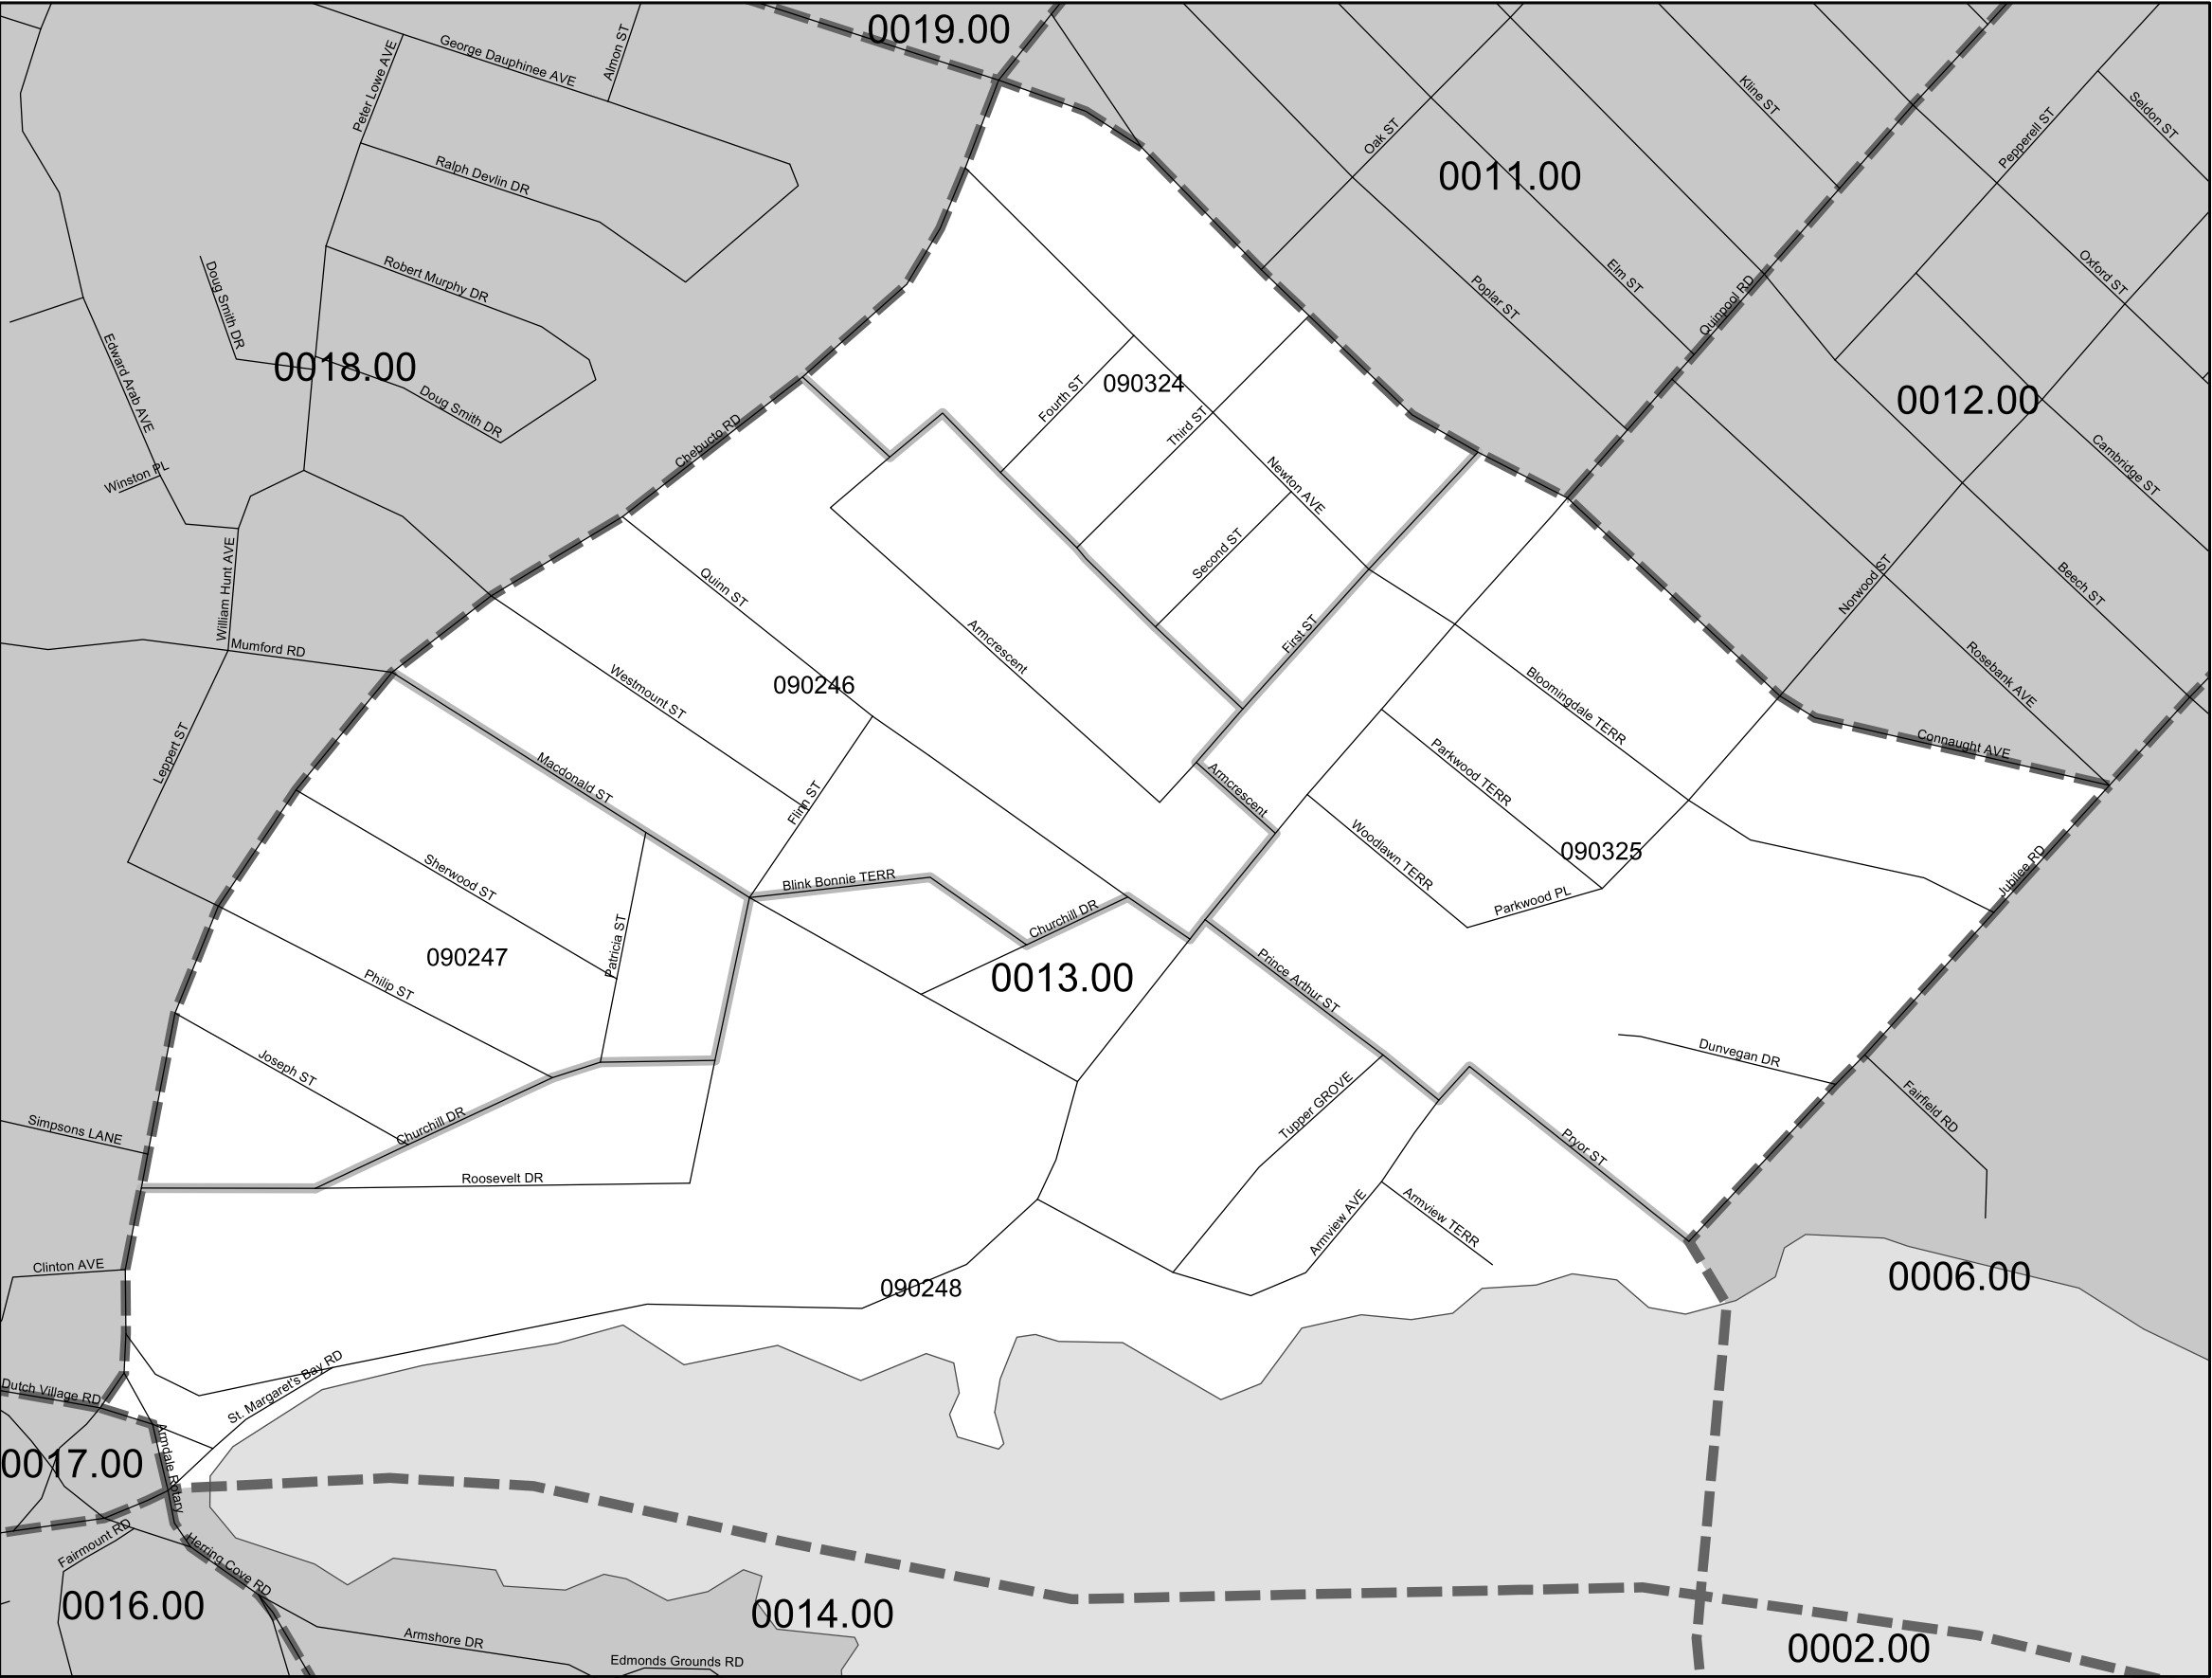 0019.00
George Dauphinee AVE
Almon ST
Peter Lowe AVE
Ralph Devlin DR
Robert Murphy DR
Doug Smith DR
0018.00
Doug Smith DR
Edward Arab AVE
Winston PL
William Hunt AVE
Mumford RD
Leppert ST
Chebucto RD
Oak ST
0011.00
Kline ST
Pepperell ST
Seldon ST
Poplar ST
Elm ST
Quinpool RD
Oxford ST
0012.00
Cambridge ST
Beech ST
Norwood ST
Rosebank AVE
Connaught AVE
Fourth ST
090324
Third ST
Newton AVE
Second ST
First ST
Quinn ST
Armcrescent
090246
Westmount ST
Macdonald ST
Flinn ST
Armcrescent
Bloomingdale TERR
Parkwood TERR
Woodlawn TERR
090325
Parkwood PL
Jubilee RD
Blink Bonnie TERR
Churchill DR
0013.00
Prince Arthur ST
Sherwood ST
Patricia ST
090247
Philip ST
Joseph ST
Churchill DR
Roosevelt DR
Simpsons LANE
Clinton AVE
Dunvegan DR
Fairfield RD
Tupper GROVE
Pryor ST
Armview AVE
Armview TERR
090248
0006.00
St. Margaret's Bay RD
Dutch Village RD
0017.00
Armdale Rotary
Fairmount RD
Herring Cove RD
0016.00
Armshore DR
Edmonds Grounds RD
0014.00
0002.00